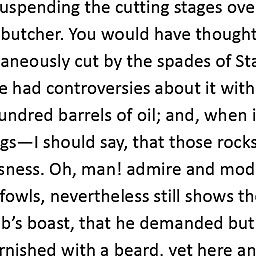 uspending the cutting stages ove
butcher. You would have thought
aneously cut by the spades of Sta
e had controversies about it with
undred barrels of oil; and, when i
gs—I should say, that those rocks
sness. Oh, man! admire and mod
fowls, nevertheless still shows the
b's boast, that he demanded but
rnished with a beard, yet here an